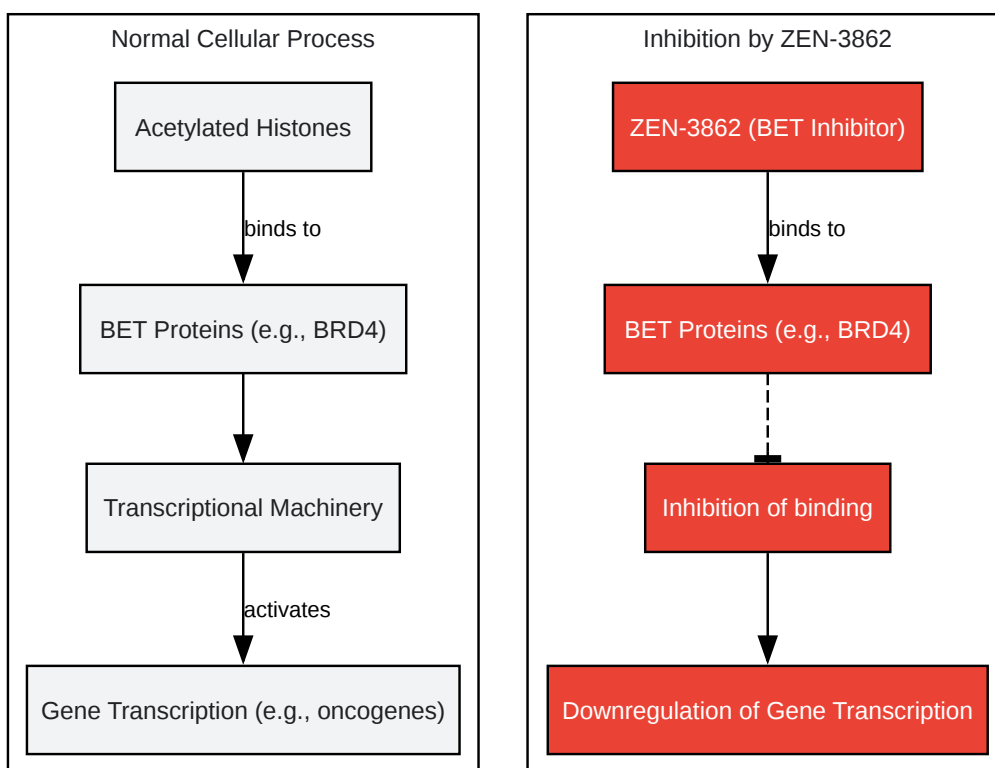 Normal Cellular Process
Acetylated Histones
binds to
BET Proteins (e.g., BRD4)
Transcriptional Machinery
activates
Gene Transcription (e.g., oncogenes)
Inhibition by ZEN-3862
ZEN-3862 (BET Inhibitor)
binds to
BET Proteins (e.g., BRD4)
Inhibition of binding
Downregulation of Gene Transcription